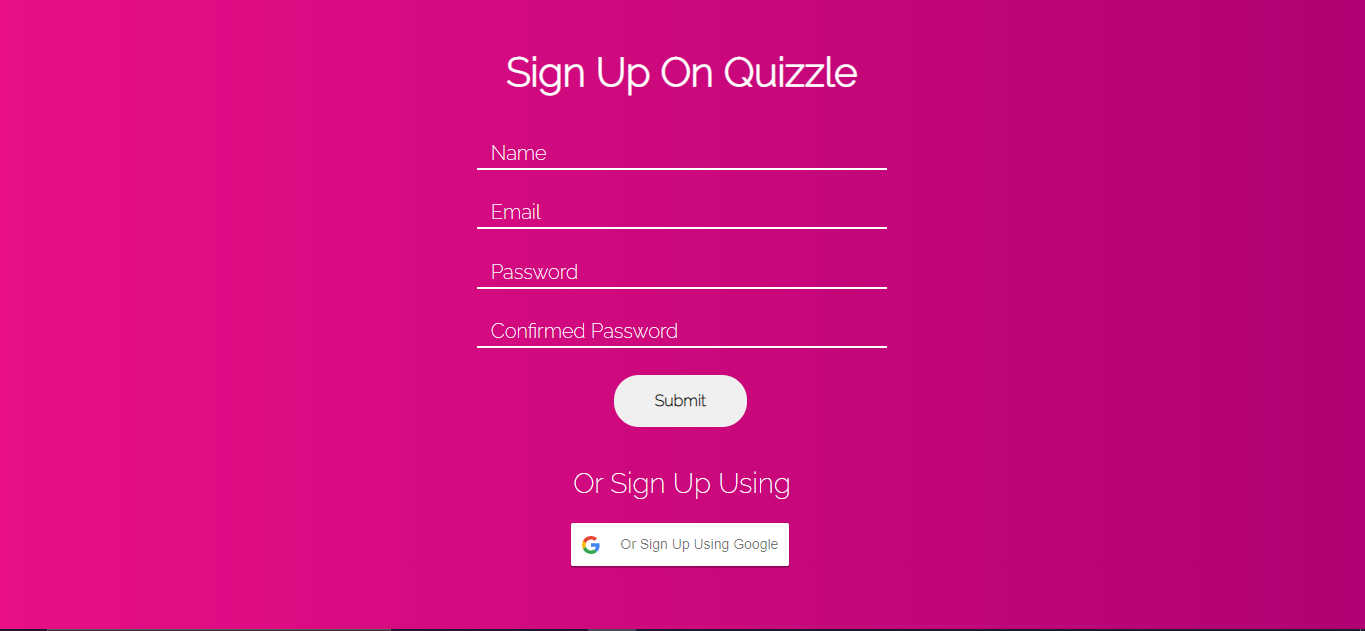 Sign Up On Quizzle
Name
Email
Password
Confirmed Password
Submit
Or Sign Up Using
Or Sign Up Using Google